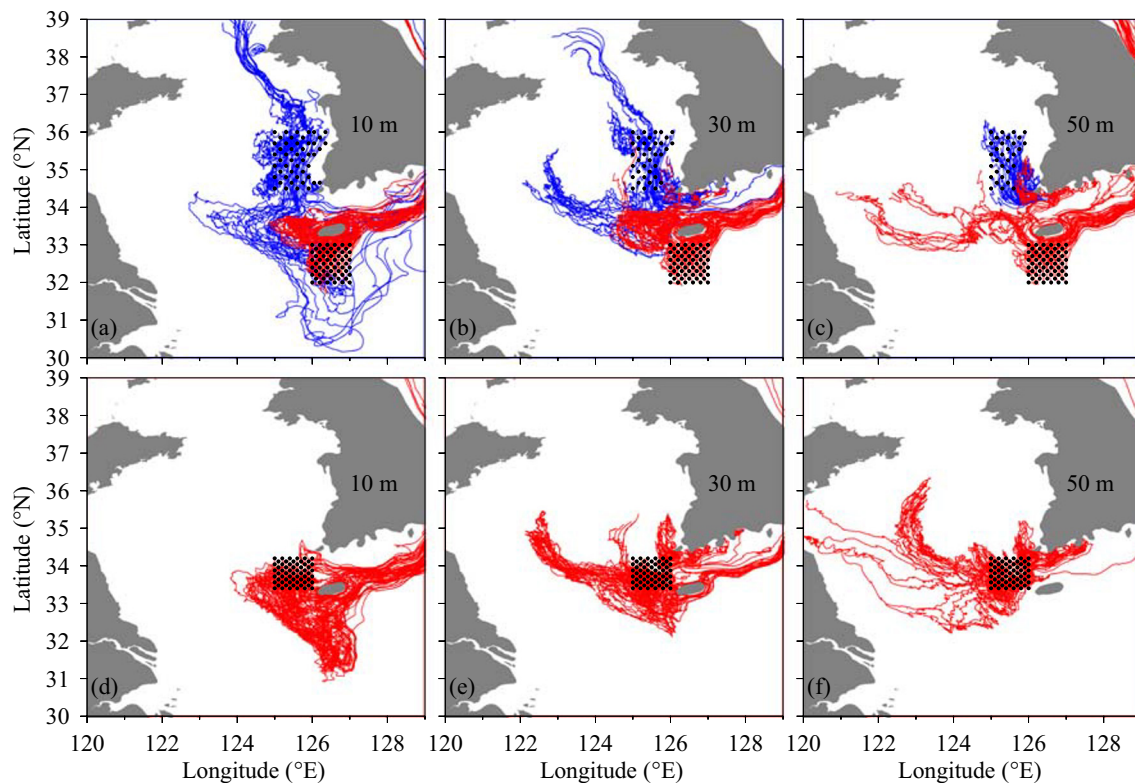 39
38
37
36
35
34
33
32
31
30
Latitude (°N)
10 m
(a)
30 m
(b)
50 m
(c)
39
38
37
36
35
34
33
32
31
30
Latitude (°N)
10 m
(d)
30 m
(e)
50 m
(f)
120 122 124 126 128
120 122 124 126 128
120 122 124 126 128
Longitude (°E)
Longitude (°E)
Longitude (°E)